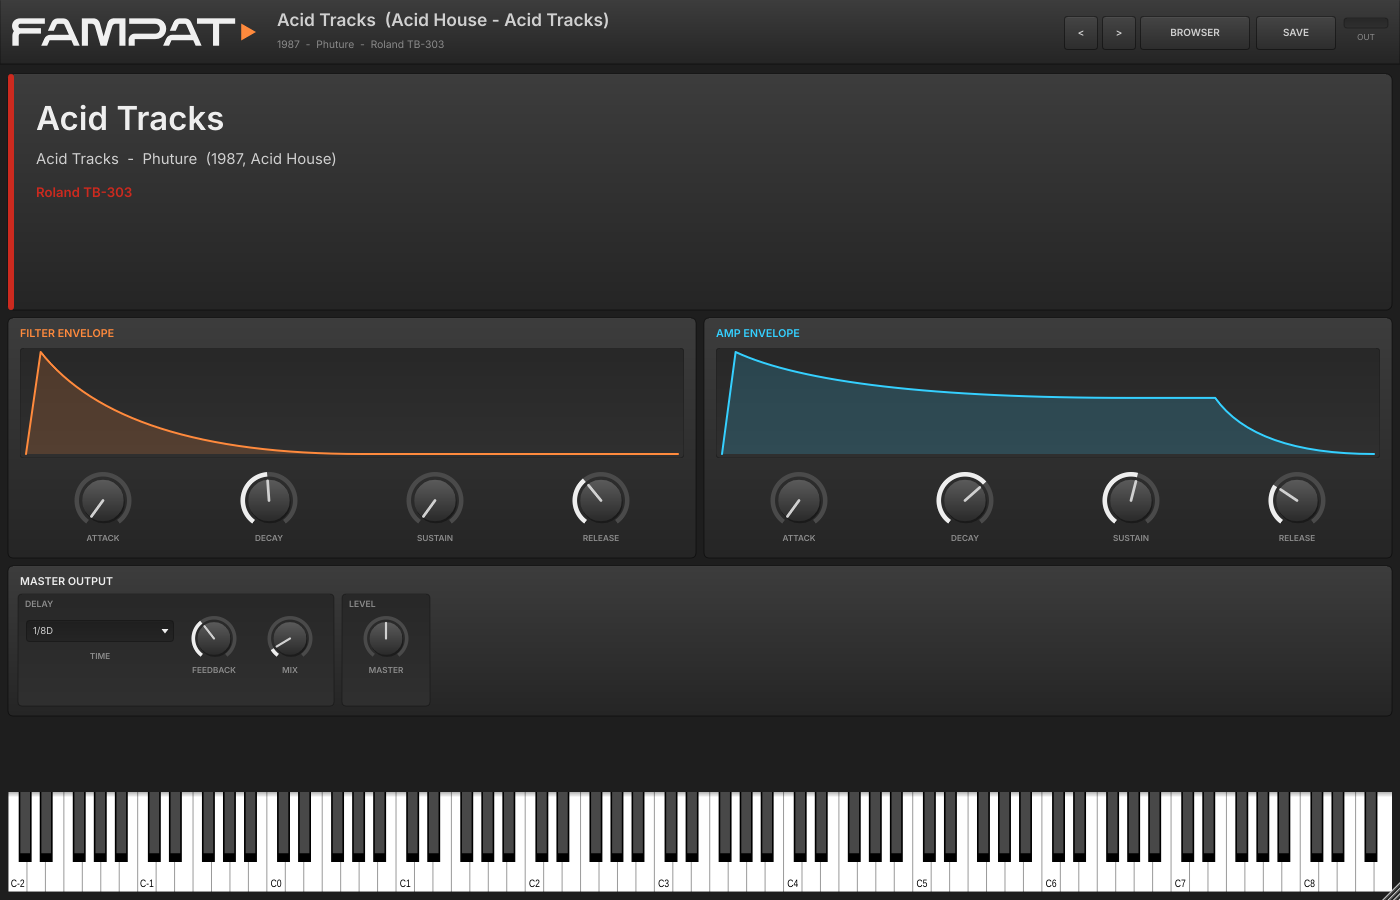 FAMPAT
Acid Tracks (Acid House - Acid Tracks)
1987 - Phuture - Roland TB-303
<
>
BROWSER
SAVE
OUT
Acid Tracks
Acid Tracks - Phuture (1987, Acid House)
Roland TB-303
FILTER ENVELOPE
ATTACK
DECAY
SUSTAIN
RELEASE
AMP ENVELOPE
ATTACK
DECAY
SUSTAIN
RELEASE
MASTER OUTPUT
DELAY
1/8D
TIME
FEEDBACK
MIX
LEVEL
MASTER
C-2
C-1
C0
C1
C2
C3
C4
C5
C6
C7
C8